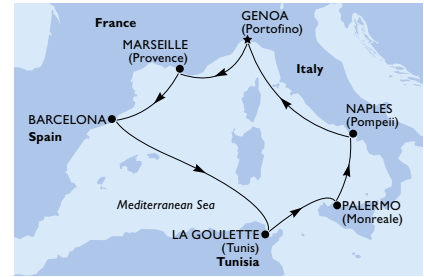 GENOA
(Portofino)
France
MARSEILLE
(Provence)
Italy
BARCELONA
Spain
NAPLES
(Pompeii)
Mediterranean Sea
PALERMO
(Monreale)
LA GOULETTE
(Tunis)
Tunisia